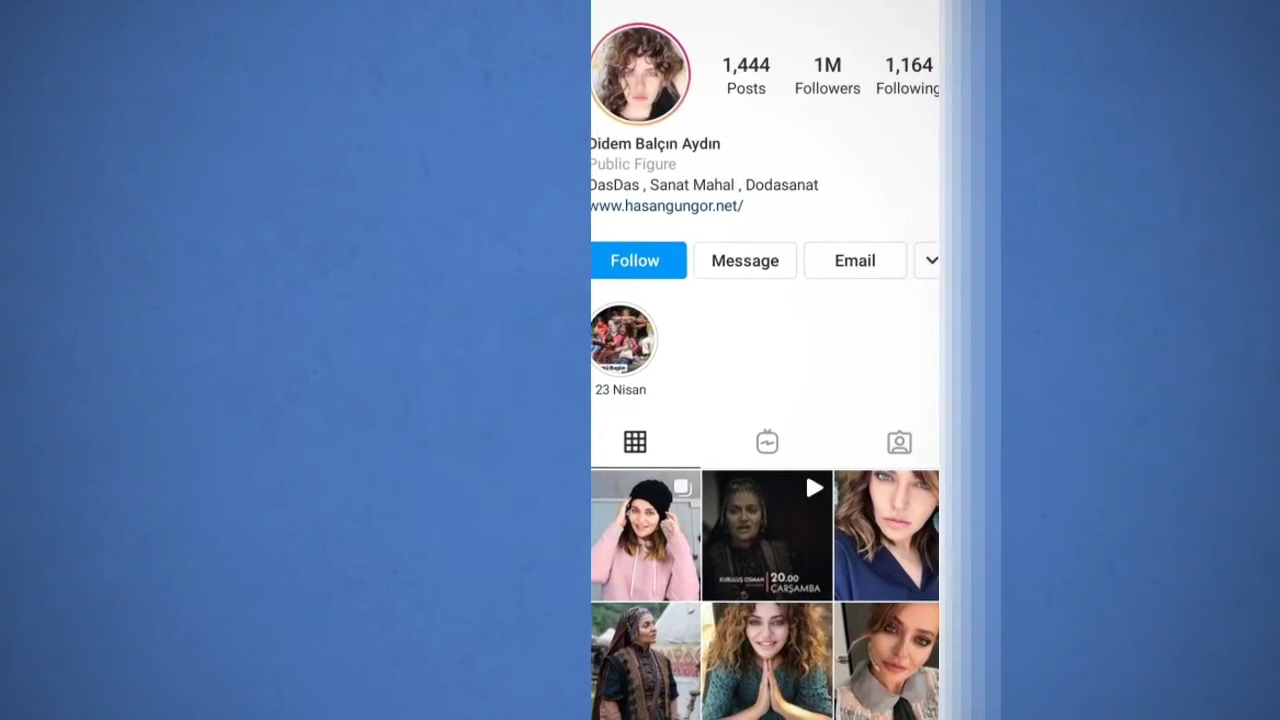 1,444 1M 1,164
Posts Followers Following
Didem Balçın Aydın
Public Figure
DasDas , Sanat Mahal , Dodasanat
www.hasangungor.net/
Follow Message Email
23 Nisan
KURULUŞ OSMAN 20.00
ÇARŞAMBA